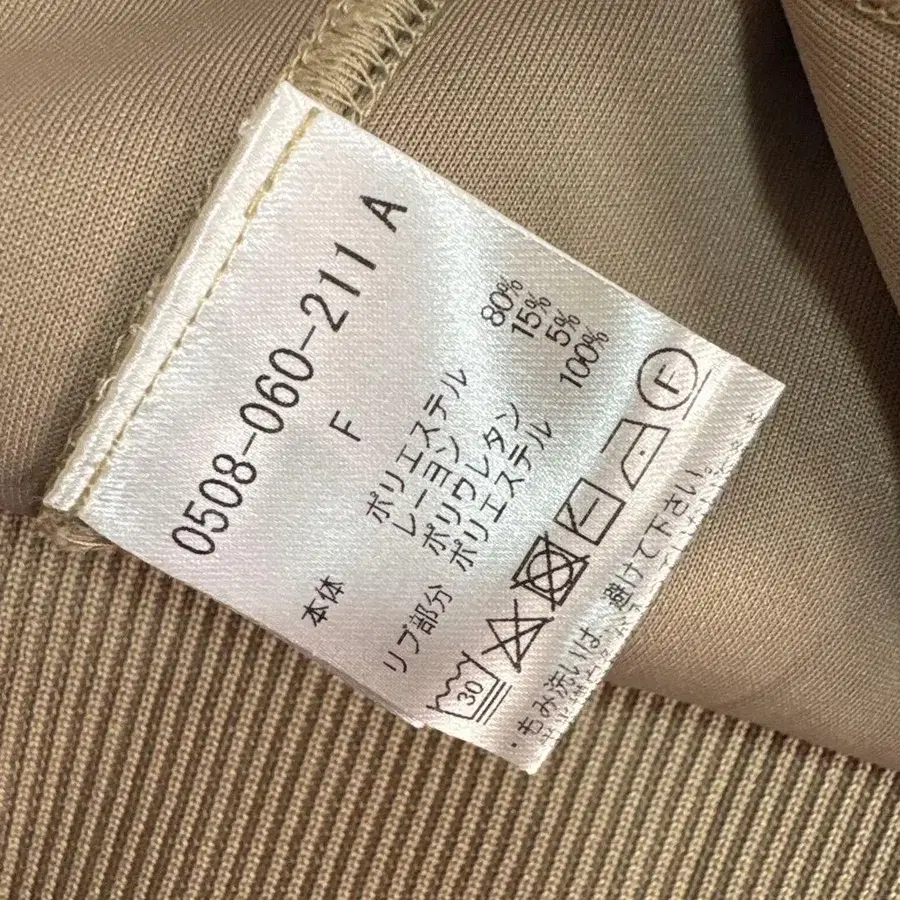 0508-060-211 A
F
本体 ポリエステル 80%
レーヨン 15%
ポリウレタン 5%
リブ部分 ポリエステル 100%
30 F
・もみ洗いは、避けて下さい。